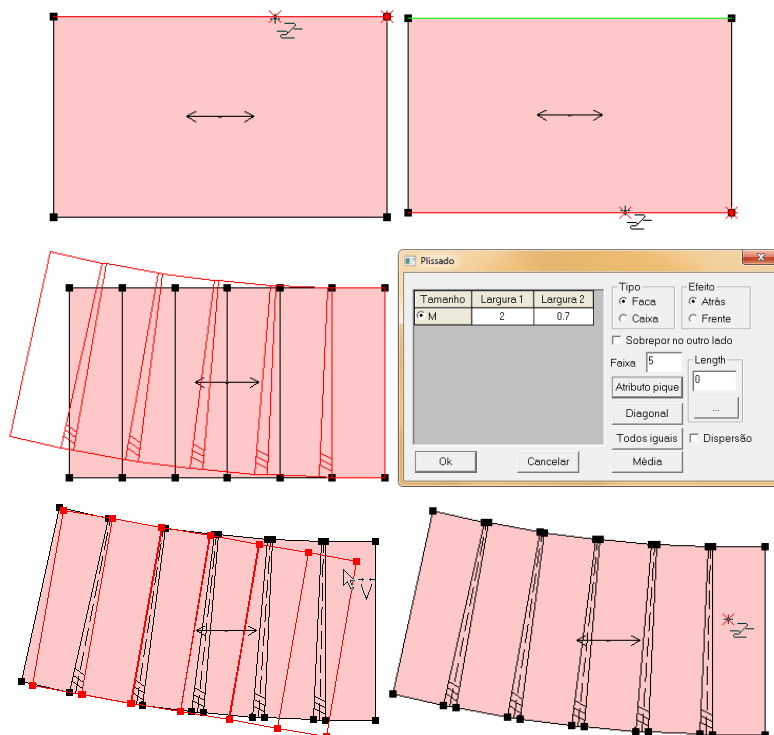 Plissado
x
Tamanho Largura 1 Largura 2
M 2 0.7
Tipo
Faca
Caixa
Efeito
Atrás
Frente
Sobrepor no outro lado
Faixa 5
Length
0
...
Atributo pique
Diagonal
Todos iguais
Dispersão
Média
Ok
Cancelar